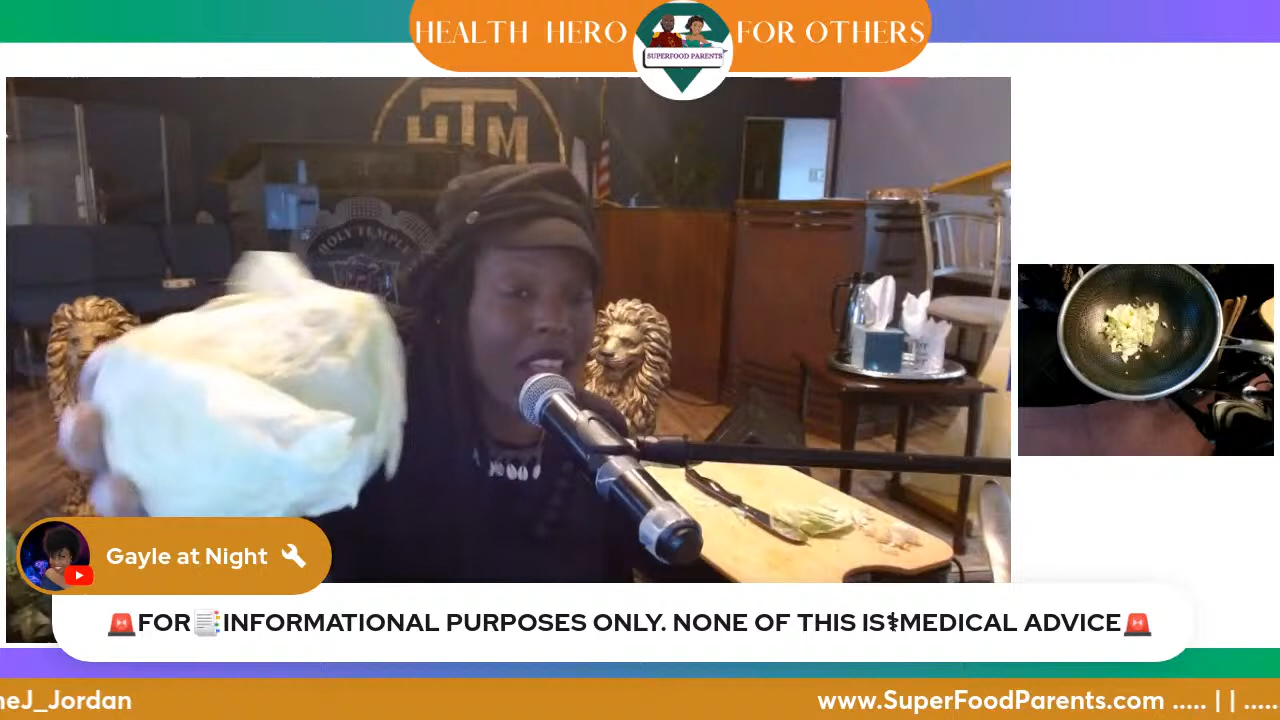 HEALTH HERO
FOR OTHERS
SUPERFOOD PARENTS
HTM
HOLY TEMPLE
Gayle at Night
🚨FOR📑INFORMATIONAL PURPOSES ONLY. NONE OF THIS IS⚕MEDICAL ADVICE🚨
neJ_Jordan
www.SuperFoodParents.com ..... | | .....